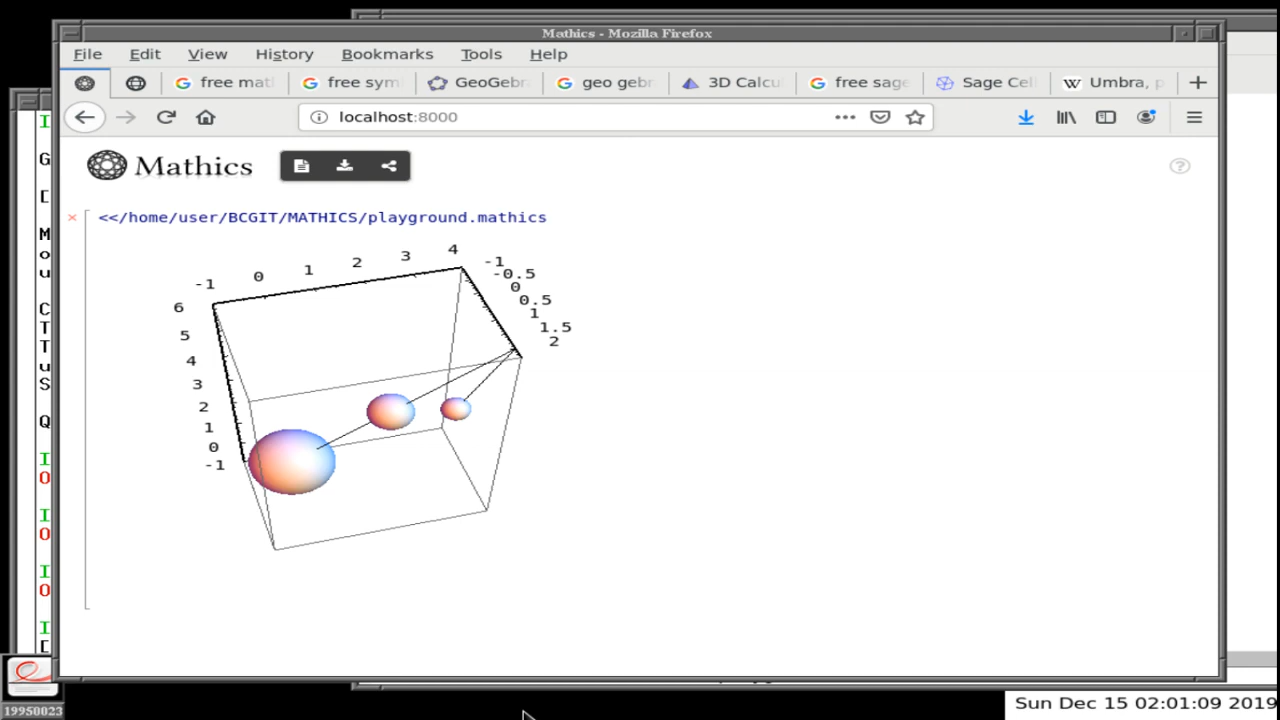 Mathics - Mozilla Firefox
File Edit View History Bookmarks Tools Help
free mat free sym GeoGebr geo gebr 3D Calcu free sage Sage Cel Umbra, p
localhost:8000
Mathics
<</home/user/BCGIT/MATHICS/playground.mathics
-1 0 1 2 3 4
-1
-0.5
0
0.5
1
1.5
2
6
5
4
3
2
1
0
-1
I
G
[
M
o
u
C
T
T
u
S
Q
I
O
I
O
I
O
I
[
19950023
Sun Dec 15 02:01:09 2019